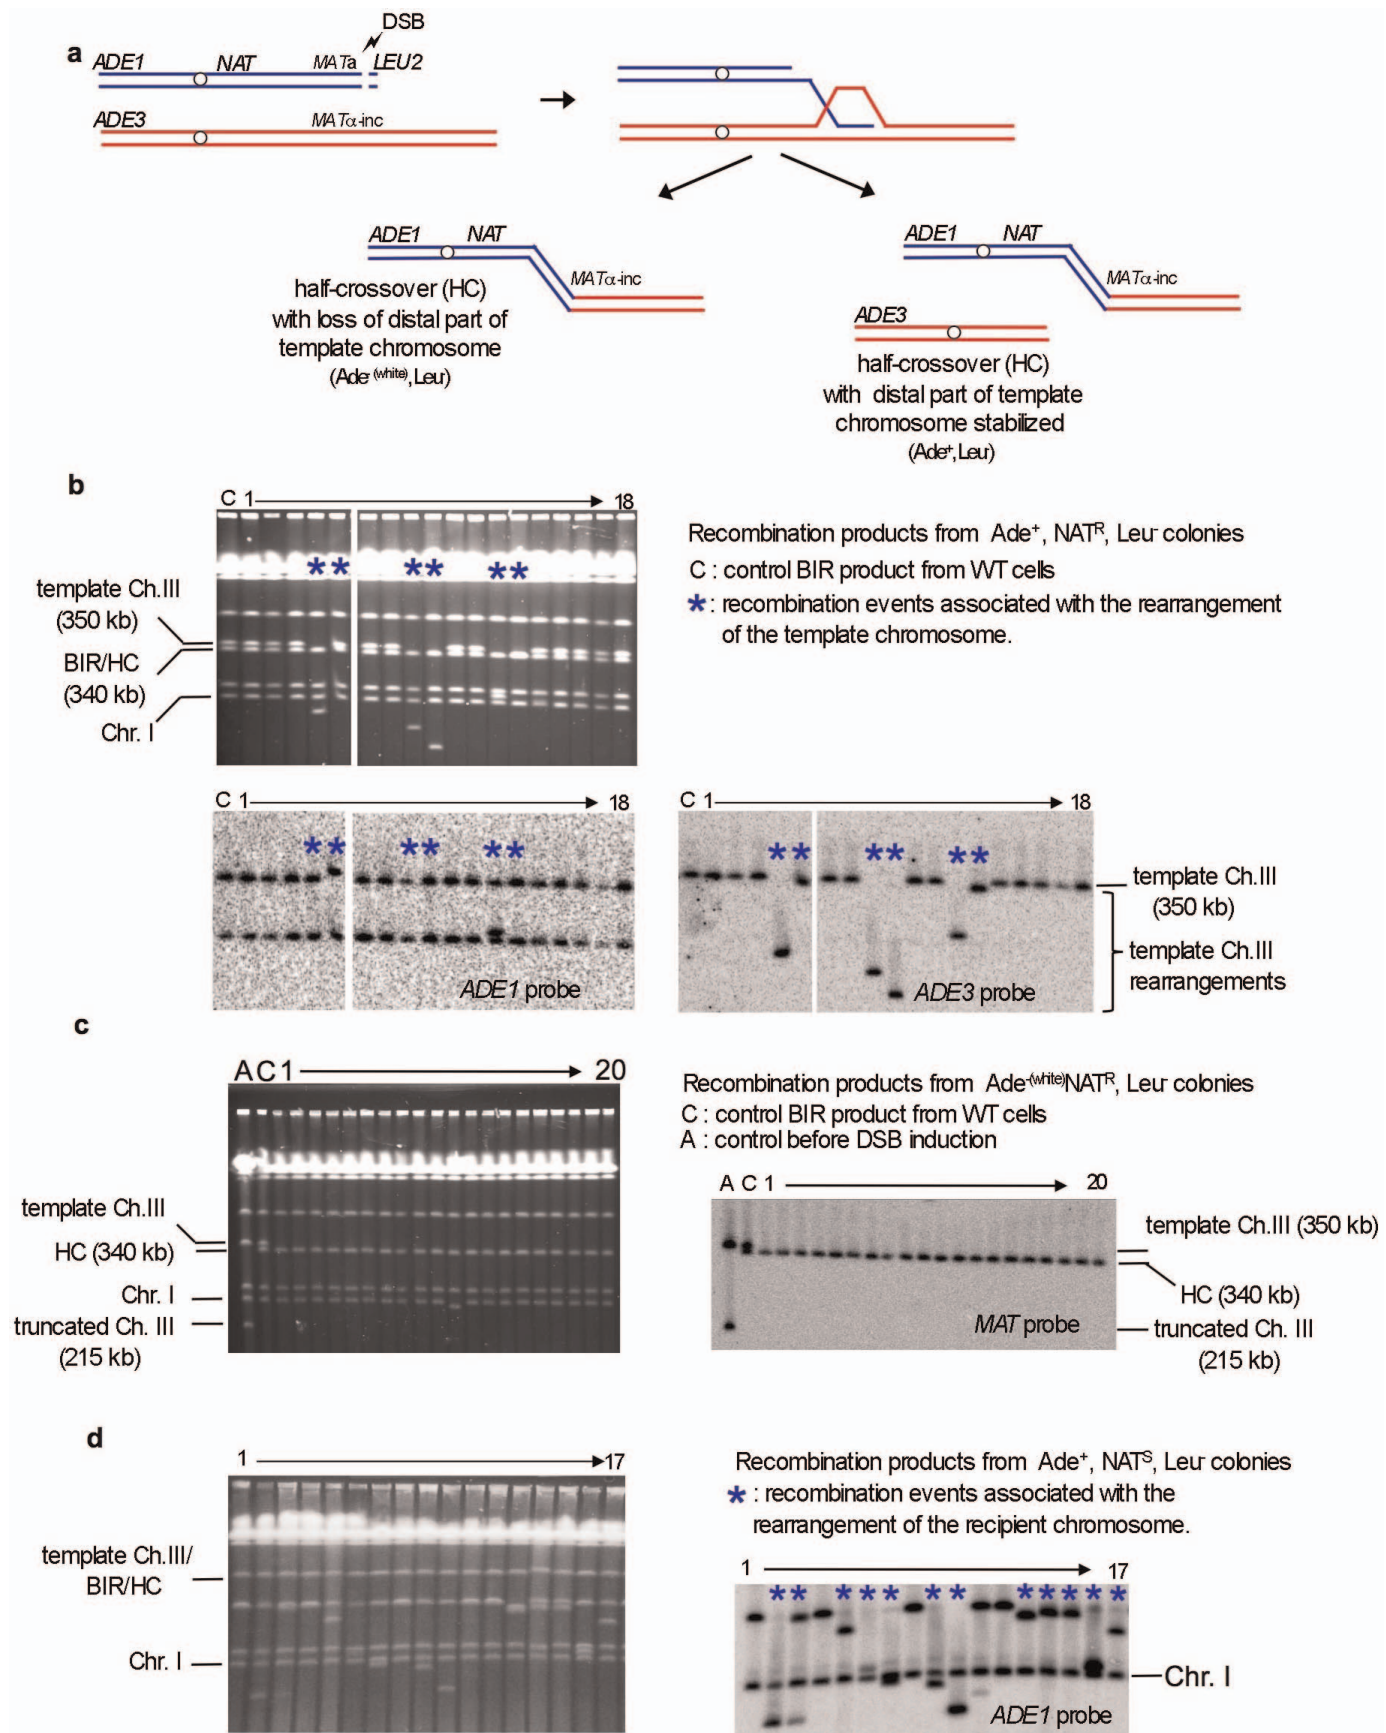 a
DSB
ADE1 NAT MATa LEU2
ADE3 MATα-inc
ADE1 NAT
MATα-inc
half-crossover (HC)
with loss of distal part of
template chromosome
(Ade-(white), Leu-)
ADE1 NAT
MATα-inc
ADE3
half-crossover (HC)
with distal part of template
chromosome stabilized
(Ade+, Leu-)
b
C 1 18
template Ch.III
(350 kb)
BIR/HC
(340 kb)
Chr. I
** ** **
Recombination products from Ade+, NATR, Leu- colonies
C : control BIR product from WT cells
* : recombination events associated with the rearrangement
of the template chromosome.
C 1 18
** ** **
ADE1 probe
C 1 18
** ** **
ADE3 probe
template Ch.III
(350 kb)
template Ch.III
rearrangements
c
A C 1 20
template Ch.III
HC (340 kb)
Chr. I
truncated Ch. III
(215 kb)
Recombination products from Ade-(white)NATR, Leu- colonies
C : control BIR product from WT cells
A : control before DSB induction
A C 1 20
MAT probe
template Ch.III (350 kb)
HC (340 kb)
truncated Ch. III
(215 kb)
d
1 17
template Ch.III/
BIR/HC
Chr. I
Recombination products from Ade+, NATS, Leu- colonies
* : recombination events associated with the
rearrangement of the recipient chromosome.
1 17
** *** ** **** *
Chr. I
ADE1 probe